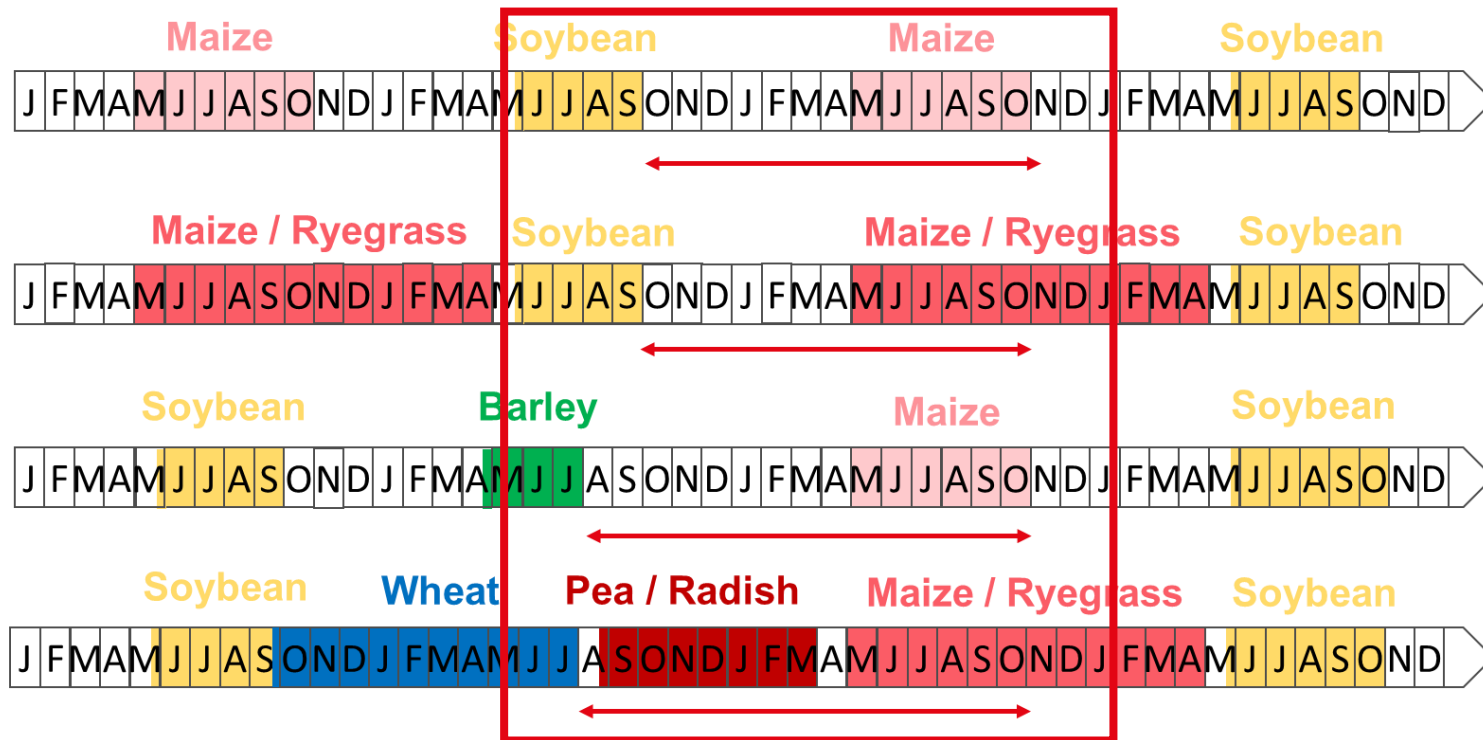 Maize Soybean Maize Soybean
J F M A M J J A S O N D J F M A M J J A S O N D J F M A M J J A S O N D J F M A M J J A S O N D
Maize / Ryegrass Soybean Maize / Ryegrass Soybean
J F M A M J J A S O N D J F M A M J J A S O N D J F M A M J J A S O N D J F M A M J J A S O N D
Soybean Barley Maize Soybean
J F M A M J J A S O N D J F M A M J J A S O N D J F M A M J J A S O N D J F M A M J J A S O N D
Soybean Wheat Pea / Radish Maize / Ryegrass Soybean
J F M A M J J A S O N D J F M A M J J A S O N D J F M A M J J A S O N D J F M A M J J A S O N D